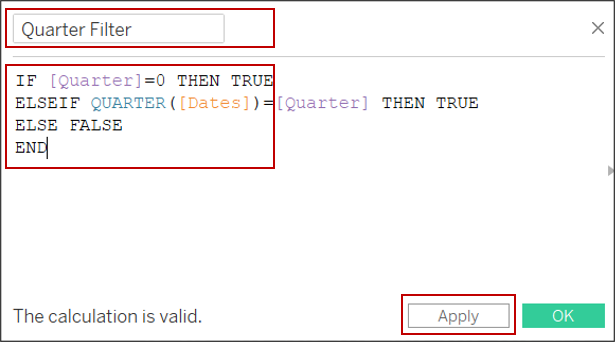 Quarter Filter
IF [Quarter]=0 THEN TRUE
ELSEIF QUARTER([Dates])=[Quarter] THEN TRUE
ELSE FALSE
END
The calculation is valid.
Apply
OK